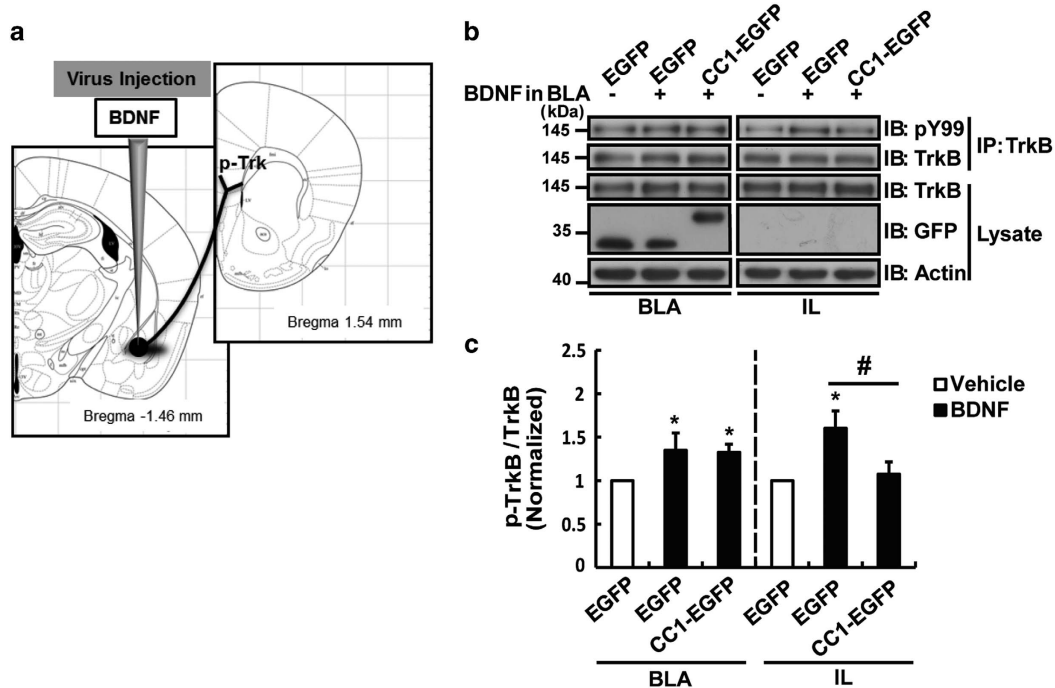 a
Virus Injection
BDNF
p-Trk
Bregma 1.54 mm
Bregma -1.46 mm
b
EGFP EGFP CC1-EGFP EGFP EGFP CC1-EGFP
BDNF in BLA - + + - + +
(kDa)
145 IB: pY99
145 IB: TrkB
IP: TrkB
145 IB: TrkB
35 IB: GFP
Lysate
40 IB: Actin
BLA IL
c
p-TrkB / TrkB
(Normalized)
2.5
2
1.5
1
0.5
0
* * * #
Vehicle
BDNF
EGFP EGFP CC1-EGFP EGFP EGFP CC1-EGFP
BLA IL